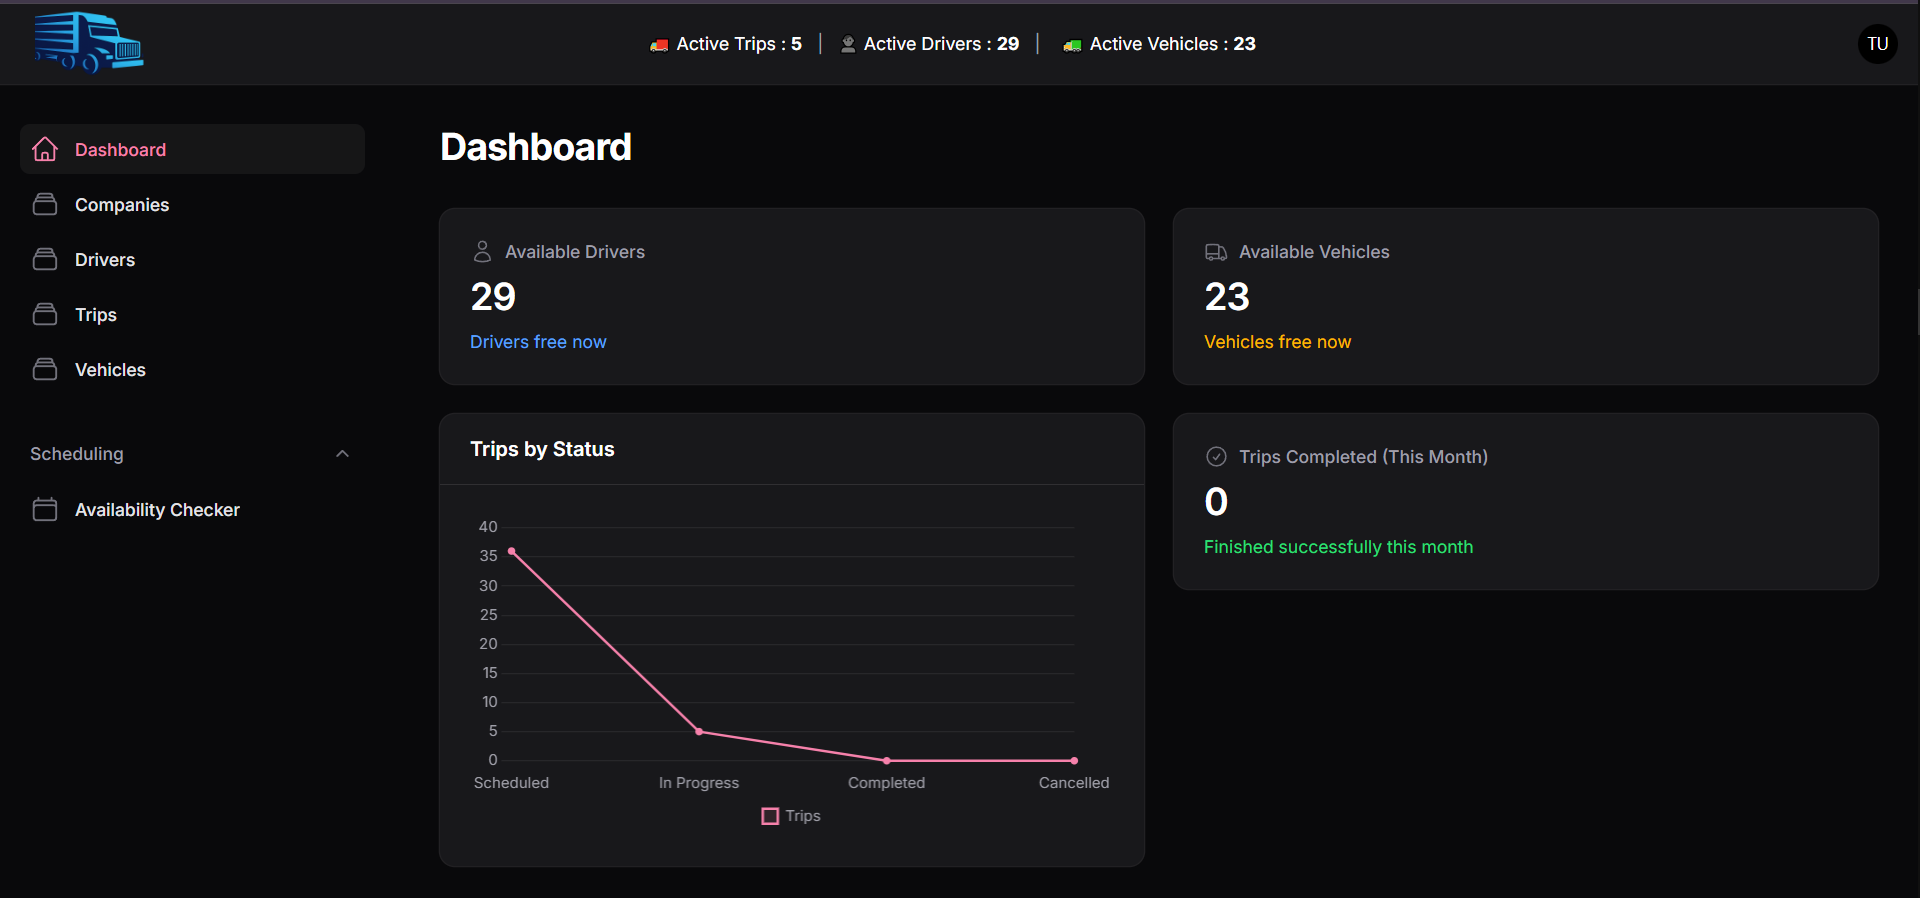 Active Trips : 5 | Active Drivers : 29 | Active Vehicles : 23
TU
Dashboard
Companies
Drivers
Trips
Vehicles
Scheduling
Availability Checker
Dashboard
Available Drivers
29
Drivers free now
Available Vehicles
23
Vehicles free now
Trips by Status
40
35
30
25
20
15
10
5
0
Scheduled In Progress Completed Cancelled
Trips
Trips Completed (This Month)
0
Finished successfully this month